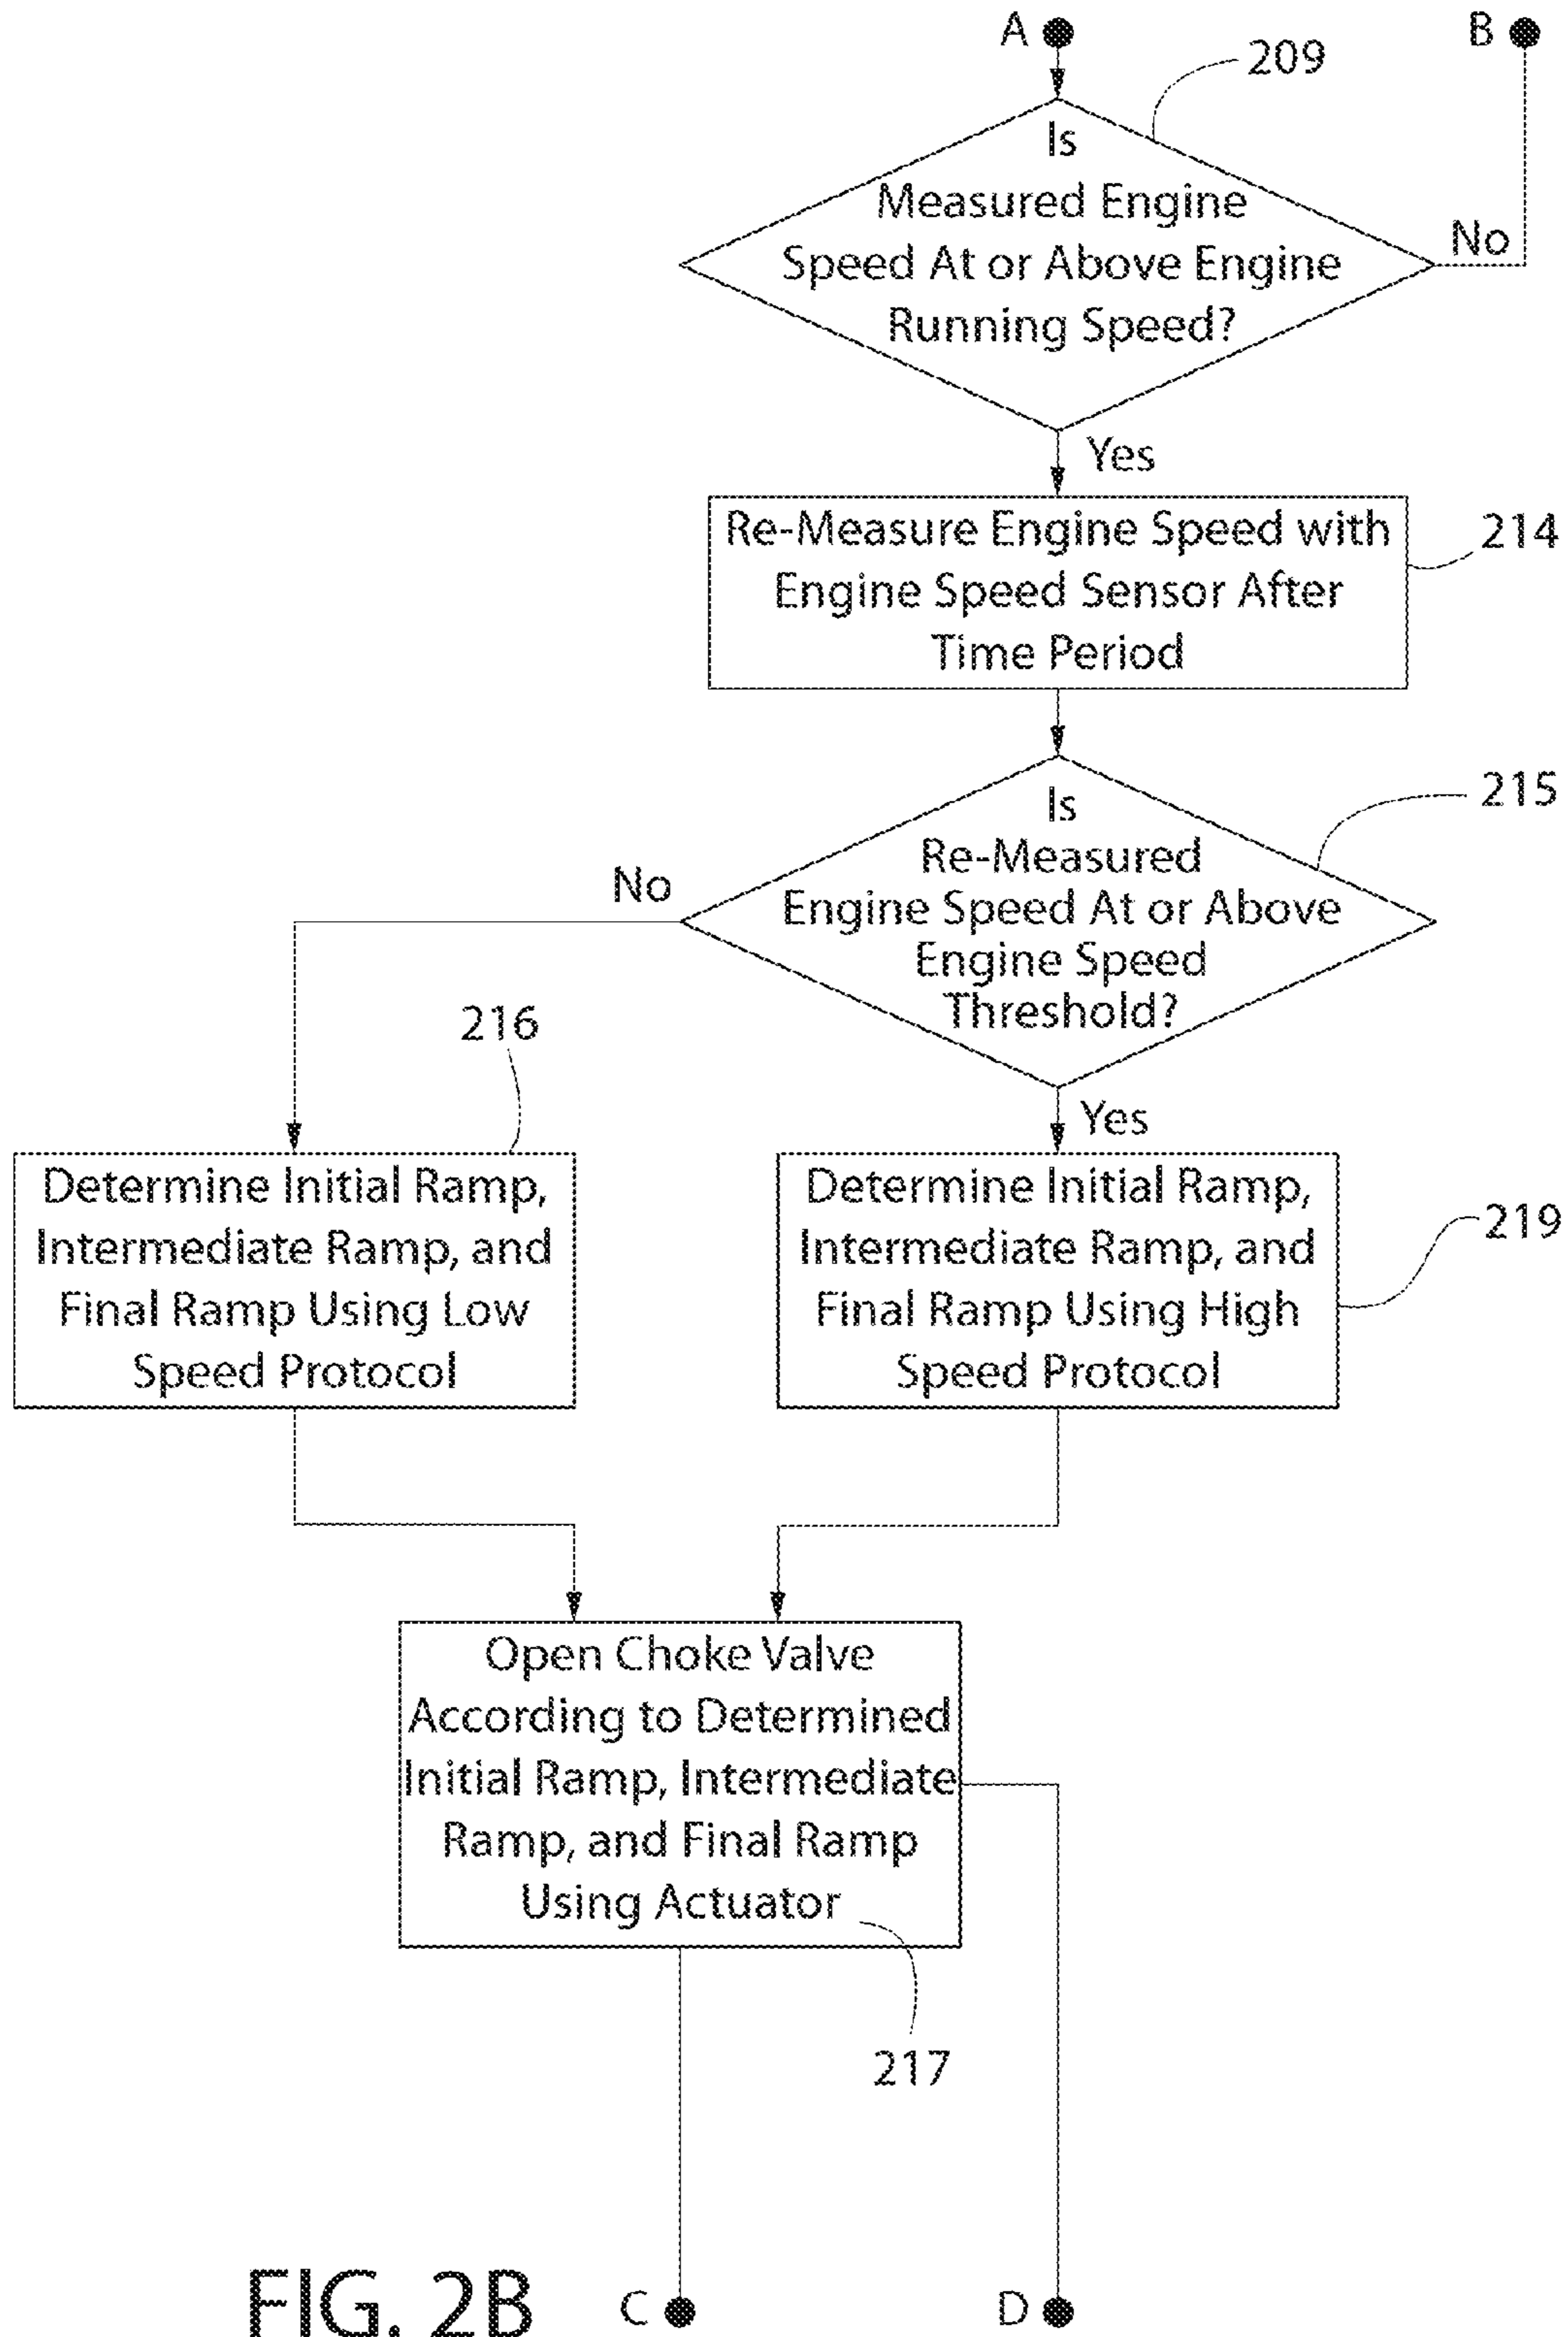 A
B
209
Is
Measured Engine
Speed At or Above Engine
Running Speed?
No
Yes
Re-Measure Engine Speed with
Engine Speed Sensor After
Time Period
214
Is
Re-Measured
Engine Speed At or Above
Engine Speed
Threshold?
215
No
Yes
216
Determine Initial Ramp,
Intermediate Ramp, and
Final Ramp Using Low
Speed Protocol
Determine Initial Ramp,
Intermediate Ramp, and
Final Ramp Using High
Speed Protocol
219
Open Choke Valve
According to Determined
Initial Ramp, Intermediate
Ramp, and Final Ramp
Using Actuator
217
FIG. 2B
C
D